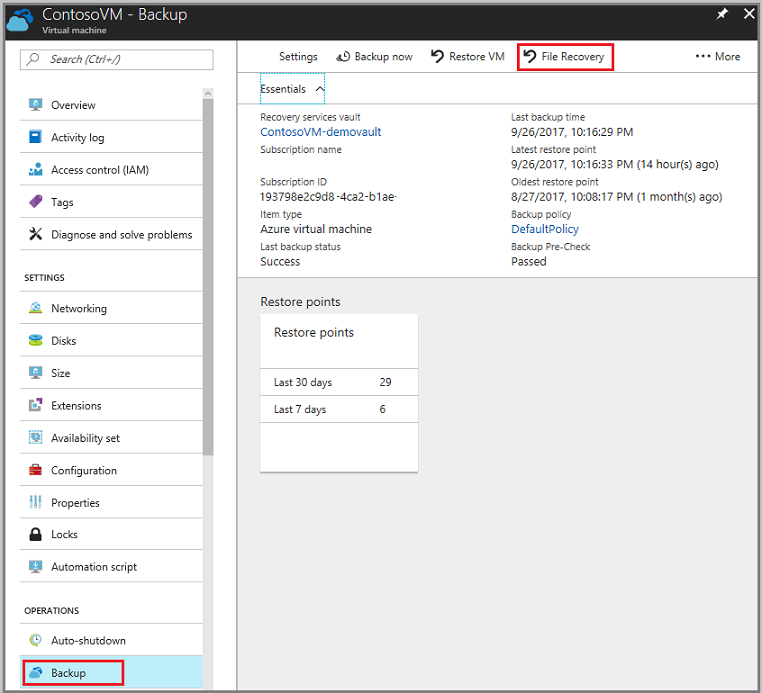 ContosoVM - Backup
Virtual machine
Search (Ctrl+/)
Overview
Activity log
Access control (IAM)
Tags
Diagnose and solve problems
SETTINGS
Networking
Disks
Size
Extensions
Availability set
Configuration
Properties
Locks
Automation script
OPERATIONS
Auto-shutdown
Backup
Settings Backup now Restore VM File Recovery ••• More
Essentials
Recovery services vault
ContosoVM-demovault
Subscription name
Subscription ID
193798e2c9d8-4ca2-b1ae-
Item type
Azure virtual machine
Last backup status
Success
Last backup time
9/26/2017, 10:16:29 PM
Latest restore point
9/26/2017, 10:16:33 PM (14 hour(s) ago)
Oldest restore point
8/27/2017, 10:08:17 PM (1 month(s) ago)
Backup policy
DefaultPolicy
Backup Pre-Check
Passed
Restore points
Restore points
Last 30 days 29
Last 7 days 6